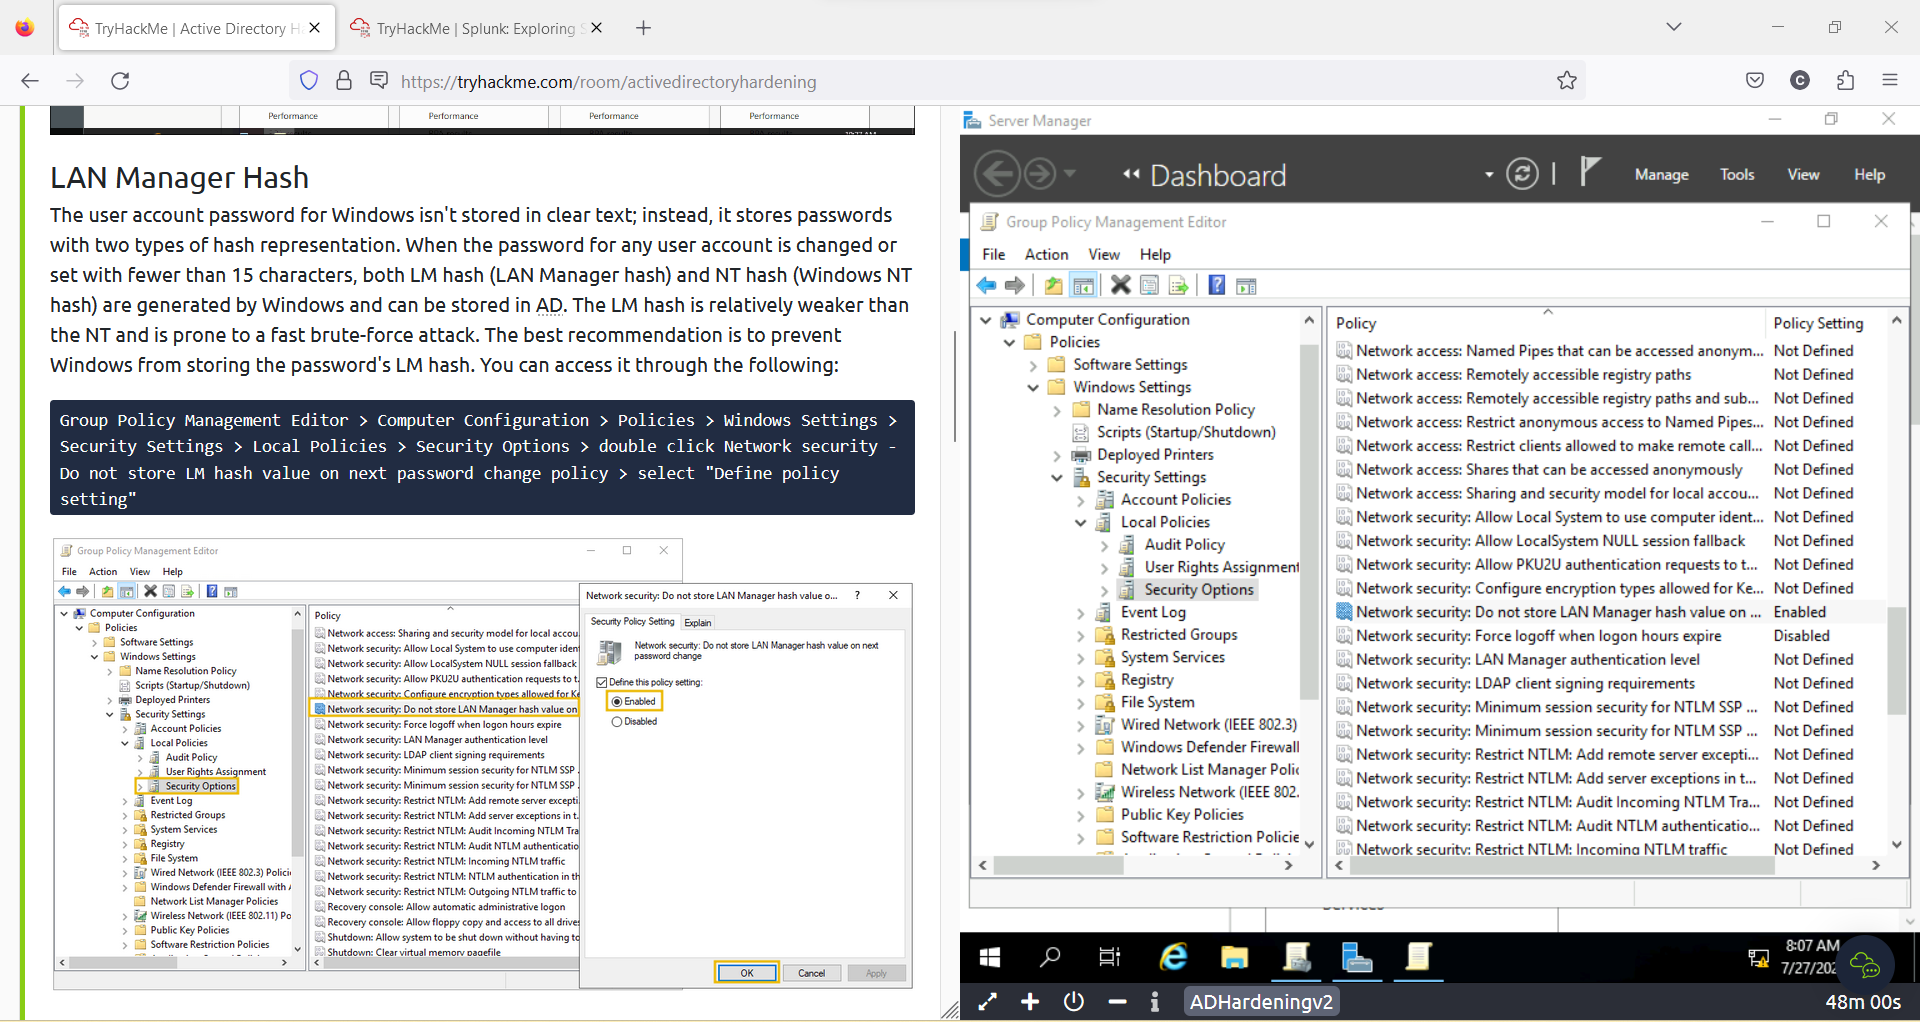 TryHackMe | Active Directory Ha
TryHackMe | Splunk: Exploring S
https://tryhackme.com/room/activedirectoryhardening
C
Performance
Performance
Performance
Performance
LAN Manager Hash
The user account password for Windows isn't stored in clear text; instead, it stores passwords
with two types of hash representation. When the password for any user account is changed or
set with fewer than 15 characters, both LM hash (LAN Manager hash) and NT hash (Windows NT
hash) are generated by Windows and can be stored in AD. The LM hash is relatively weaker than
the NT and is prone to a fast brute-force attack. The best recommendation is to prevent
Windows from storing the password's LM hash. You can access it through the following:
Group Policy Management Editor > Computer Configuration > Policies > Windows Settings >
Security Settings > Local Policies > Security Options > double click Network security -
Do not store LM hash value on next password change policy > select "Define policy
setting"
Group Policy Management Editor
File Action View Help
Computer Configuration
Policies
Software Settings
Windows Settings
Name Resolution Policy
Scripts (Startup/Shutdown)
Deployed Printers
Security Settings
Account Policies
Local Policies
Audit Policy
User Rights Assignment
Security Options
Event Log
Restricted Groups
System Services
Registry
File System
Wired Network (IEEE 802.3) Policie
Windows Defender Firewall with A
Network List Manager Policies
Wireless Network (IEEE 802.11) Po
Public Key Policies
Software Restriction Policies
Policy
Network access: Sharing and security model for local accou
Network security: Allow Local System to use computer ident
Network security: Allow LocalSystem NULL session fallback
Network security: Allow PKU2U authentication requests to t.
Network security: Configure encryption types allowed for Ke
Network security: Do not store LAN Manager hash value on
Network security: Force logoff when logon hours expire
Network security: LAN Manager authentication level
Network security: LDAP client signing requirements
Network security: Minimum session security for NTLM SSP .
Network security: Minimum session security for NTLM SSP .
Network security: Restrict NTLM: Add remote server excepti.
Network security: Restrict NTLM: Add server exceptions in t.
Network security: Restrict NTLM: Audit Incoming NTLM Tra
Network security: Restrict NTLM: Audit NTLM authenticatio
Network security: Restrict NTLM: Incoming NTLM traffic
Network security: Restrict NTLM: NTLM authentication in th
Network security: Restrict NTLM: Outgoing NTLM traffic to
Recovery console: Allow automatic administrative logon
Recovery console: Allow floppy copy and access to all drives
Shutdown: Allow system to be shut down without having to
Shutdown: Clear virtual memory pagefile
Network security: Do not store LAN Manager hash value o... ?
Security Policy Setting Explain
Network security: Do not store LAN Manager hash value on next
password change
Define this policy setting:
Enabled
Disabled
OK Cancel Apply
Server Manager
Dashboard
Manage Tools View Help
Group Policy Management Editor
File Action View Help
Computer Configuration
Policies
Software Settings
Windows Settings
Name Resolution Policy
Scripts (Startup/Shutdown)
Deployed Printers
Security Settings
Account Policies
Local Policies
Audit Policy
User Rights Assignment
Security Options
Event Log
Restricted Groups
System Services
Registry
File System
Wired Network (IEEE 802.3)
Windows Defender Firewall
Network List Manager Polic
Wireless Network (IEEE 802.
Public Key Policies
Software Restriction Policie
Policy Policy Setting
Network access: Named Pipes that can be accessed anonym... Not Defined
Network access: Remotely accessible registry paths Not Defined
Network access: Remotely accessible registry paths and sub... Not Defined
Network access: Restrict anonymous access to Named Pipes... Not Defined
Network access: Restrict clients allowed to make remote call... Not Defined
Network access: Shares that can be accessed anonymously Not Defined
Network access: Sharing and security model for local accou... Not Defined
Network security: Allow Local System to use computer ident... Not Defined
Network security: Allow LocalSystem NULL session fallback Not Defined
Network security: Allow PKU2U authentication requests to t... Not Defined
Network security: Configure encryption types allowed for Ke... Not Defined
Network security: Do not store LAN Manager hash value on ... Enabled
Network security: Force logoff when logon hours expire Disabled
Network security: LAN Manager authentication level Not Defined
Network security: LDAP client signing requirements Not Defined
Network security: Minimum session security for NTLM SSP ... Not Defined
Network security: Minimum session security for NTLM SSP ... Not Defined
Network security: Restrict NTLM: Add remote server excepti... Not Defined
Network security: Restrict NTLM: Add server exceptions in t... Not Defined
Network security: Restrict NTLM: Audit Incoming NTLM Tra... Not Defined
Network security: Restrict NTLM: Audit NTLM authenticatio... Not Defined
Network security: Restrict NTLM: Incoming NTLM traffic Not Defined
8:07 AM
7/27/202
ADHardeningv2
48m 00s